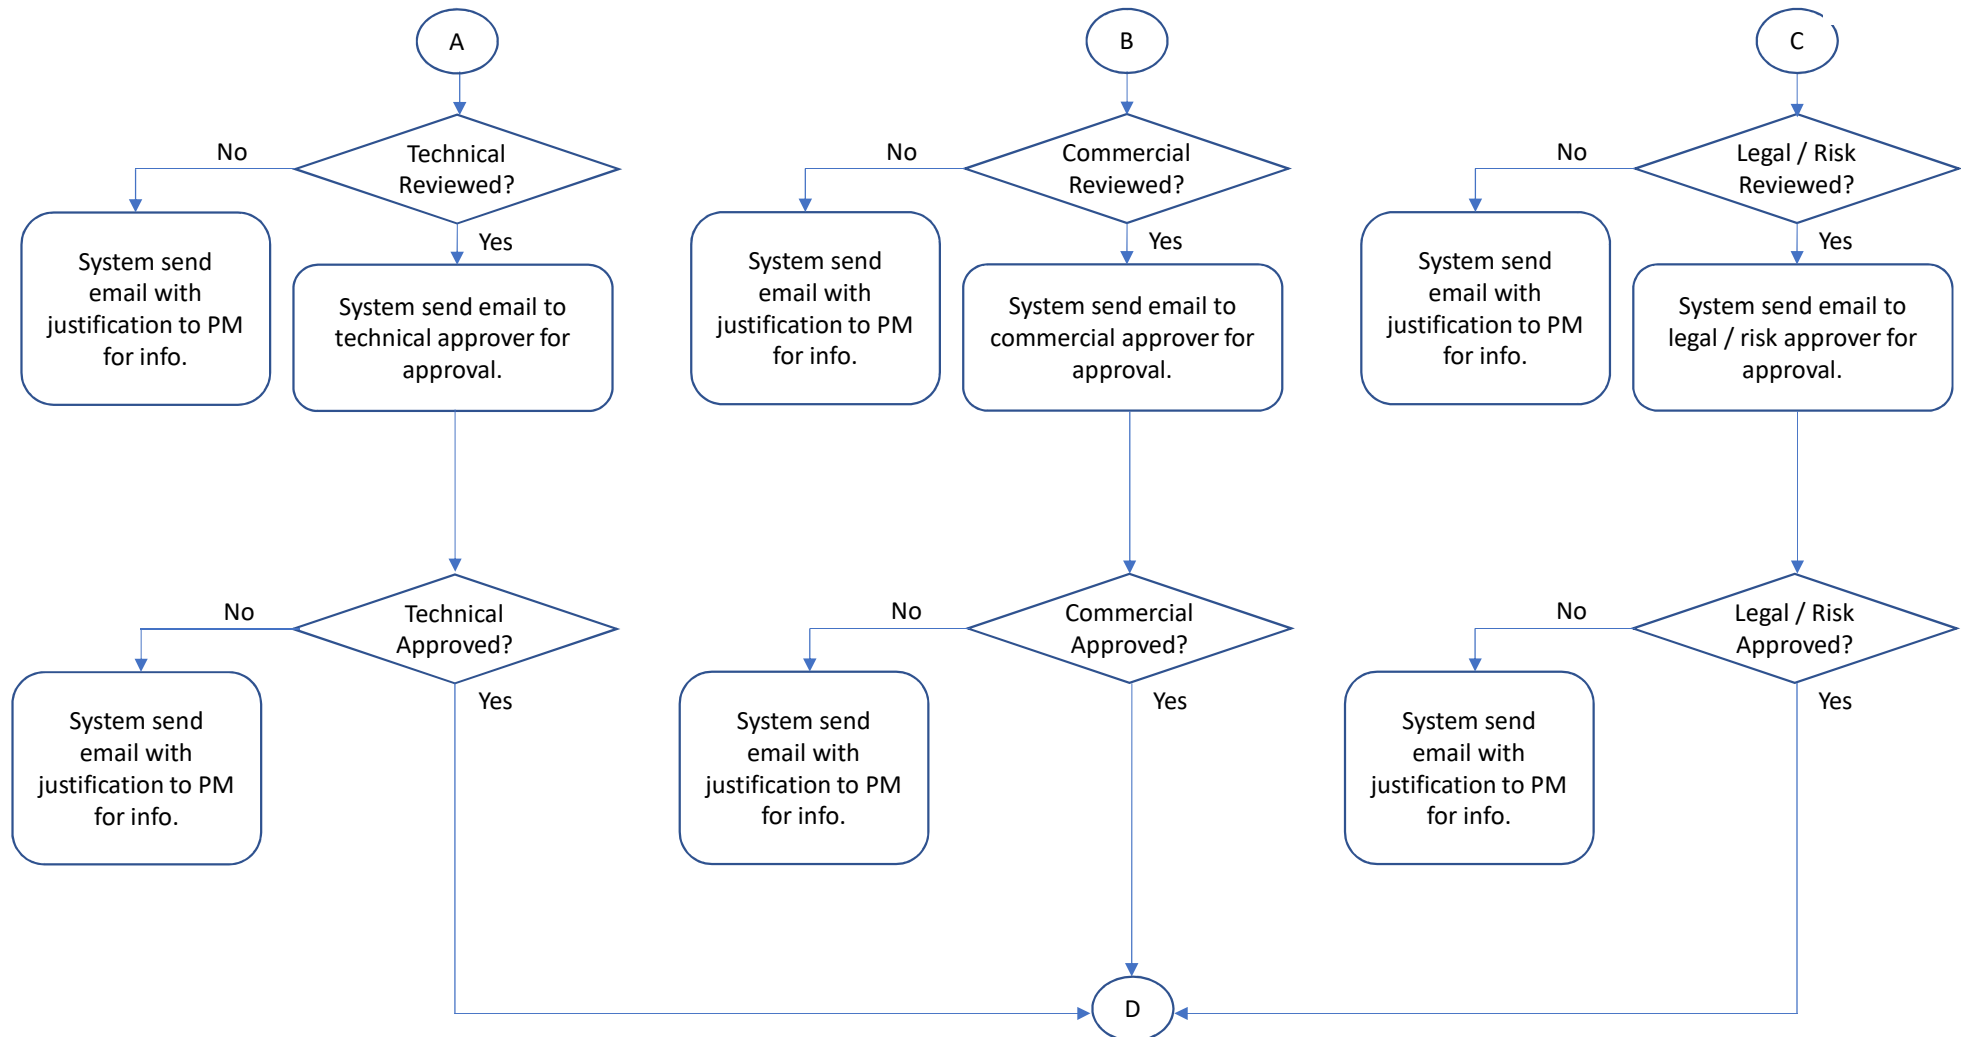 A
B
C
No
Technical
Reviewed?
No
Commercial
Reviewed?
No
Legal / Risk
Reviewed?
Yes
Yes
Yes
System send
email with
justification to PM
for info.
System send email to
technical approver for
approval.
System send
email with
justification to PM
for info.
System send email to
commercial approver for
approval.
System send
email with
justification to PM
for info.
System send email to
legal / risk approver for
approval.
No
Technical
Approved?
No
Commercial
Approved?
No
Legal / Risk
Approved?
Yes
Yes
Yes
System send
email with
justification to PM
for info.
System send
email with
justification to PM
for info.
System send
email with
justification to PM
for info.
D